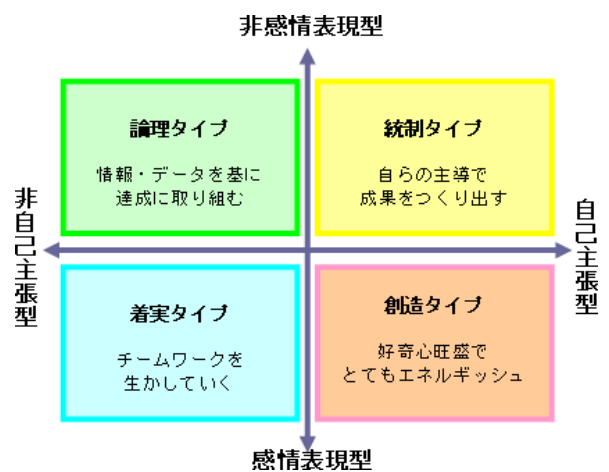 非感情表現型
論理タイプ
情報・データを基に
達成に取り組む
統制タイプ
自らの主導で
成果をつくり出す
非自己主張型
自己主張型
着実タイプ
チームワークを
生かしていく
創造タイプ
好奇心旺盛で
とてもエネルギッシュ
感情表現型